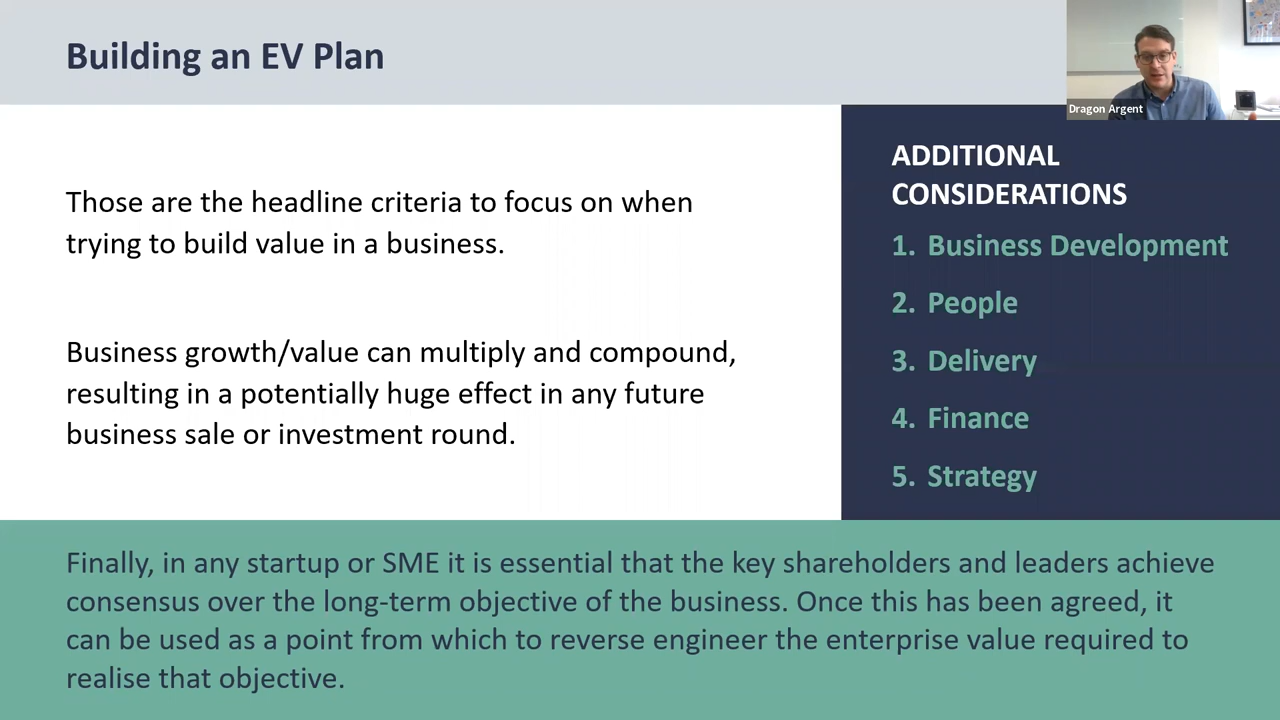 Building an EV Plan
Dragon Argent
Those are the headline criteria to focus on when
trying to build value in a business.
Business growth/value can multiply and compound,
resulting in a potentially huge effect in any future
business sale or investment round.
ADDITIONAL
CONSIDERATIONS
1. Business Development
2. People
3. Delivery
4. Finance
5. Strategy
Finally, in any startup or SME it is essential that the key shareholders and leaders achieve
consensus over the long-term objective of the business. Once this has been agreed, it
can be used as a point from which to reverse engineer the enterprise value required to
realise that objective.